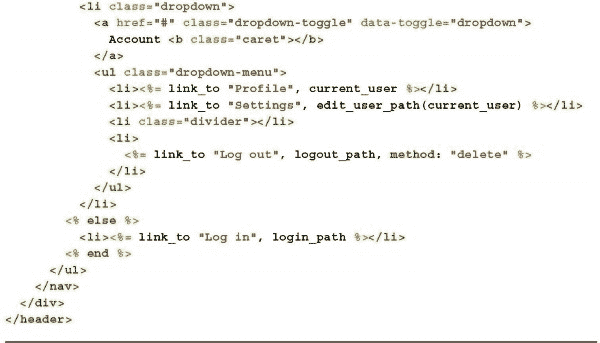 <li class="dropdown">
<a href="#" class="dropdown-toggle" data-toggle="dropdown">
Account <b class="caret"></b>
</a>
<ul class="dropdown-menu">
<li><%= link_to "Profile", current_user %></li>
<li><%= link_to "Settings", edit_user_path(current_user) %></li>
<li class="divider"></li>
<li>
<%= link_to "Log out", logout_path, method: "delete" %>
</li>
</ul>
</li>
<% else %>
<li><%= link_to "Log in", login_path %></li>
<% end %>
</ul>
</nav>
</div>
</header>